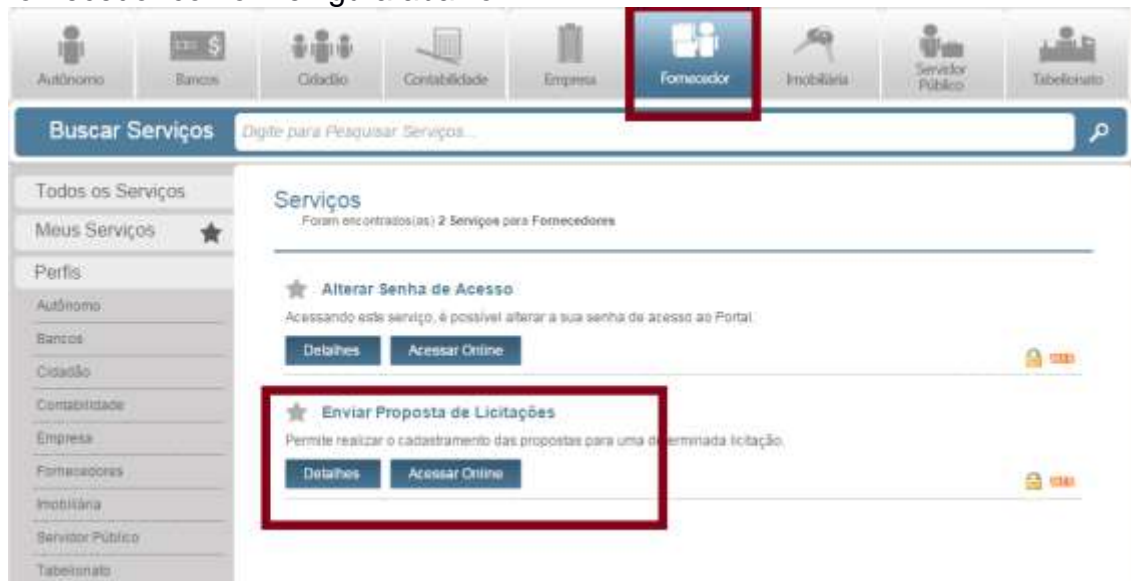 Autônomo
Bancos
Cidadão
Contabilidade
Empresa
Fornecedor
Imobiliária
Servidor
Público
Tabelionato
Buscar Serviços
Digite para Pesquisar Serviços...
Todos os Serviços
Meus Serviços
Perfis
Autônomo
Bancos
Cidadão
Contabilidade
Empresa
Fornecedores
Imobiliária
Servidor Público
Tabelionato
Serviços
Foram encontrados(as) 2 Serviços para Fornecedores
Alterar Senha de Acesso
Acessando este serviço, é possível alterar a sua senha de acesso ao Portal
Detalhes
Acessar Online
Enviar Proposta de Licitações
Permite realizar o cadastramento das propostas para uma determinada licitação.
Detalhes
Acessar Online